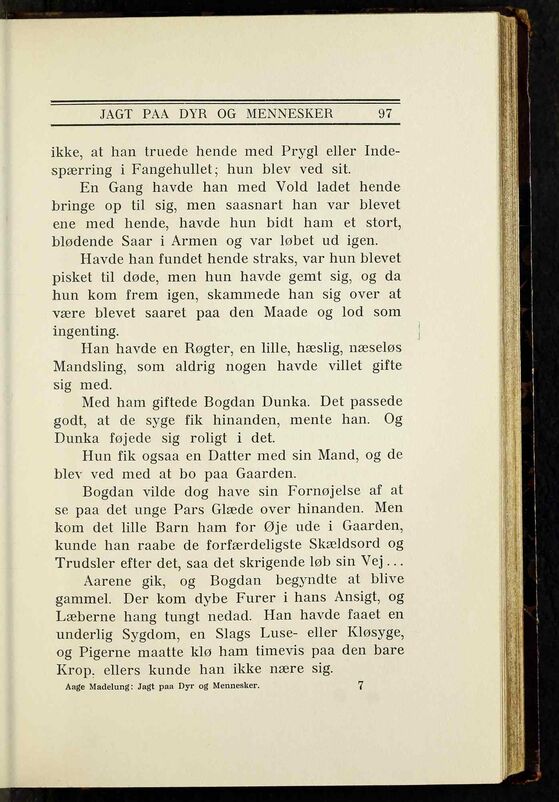 JAGT PAA DYR OG MENNESKER 97
ikke, at han truede hende med Prygl eller Inde-
spærring i Fangehullet; hun blev ved sit.
En Gang havde han med Vold ladet hende
bringe op til sig, men saasnart han var blevet
ene med hende, havde hun bidt ham et stort,
blødende Saar i Armen og var løbet ud igen.
Havde han fundet hende straks, var hun blevet
pisket til døde, men hun havde gemt sig, og da
hun kom frem igen, skammede han sig over at
være blevet saaret paa den Maade og lod som
ingenting.
Han havde en Røgter, en lille, hæslig, næseløs
Mandsling, som aldrig nogen havde villet gifte
sig med.
Med ham giftede Bogdan Dunka. Det passede
godt, at de syge fik hinanden, mente han. Og
Dunka føjede sig roligt i det.
Hun fik ogsaa en Datter med sin Mand, og de
blev ved med at bo paa Gaarden.
Bogdan vilde dog have sin Fornøjelse af at
se paa det unge Pars Glæde over hinanden. Men
kom det lille Barn ham for Øje ude i Gaarden,
kunde han raabe de forfærdeligste Skældsord og
Trudsler efter det, saa det skrigende løb sin Vej...
Aarene gik, og Bogdan begyndte at blive
gammel. Der kom dybe Furer i hans Ansigt, og
Læberne hang tungt nedad. Han havde faaet en
underlig Sygdom, en Slags Luse- eller Kløsyge,
og Pigerne maatte klø ham timevis paa den bare
Krop, ellers kunde han ikke nære sig.
Aage Madelung: Jagt paa Dyr og Mennesker. 7